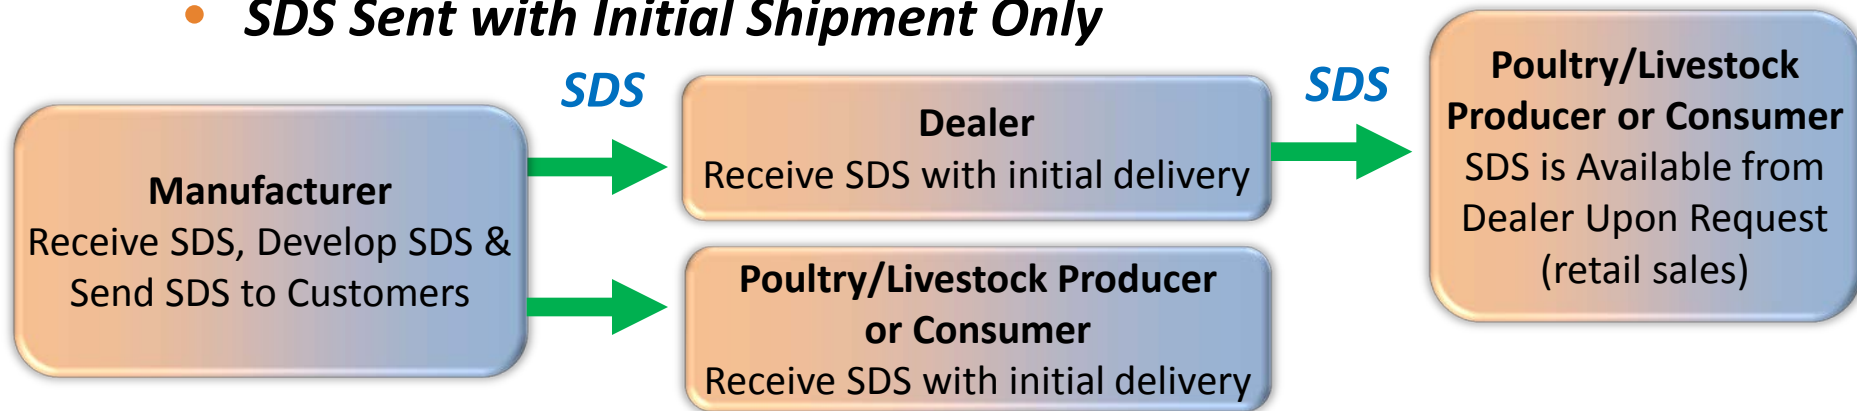 • SDS Sent with Initial Shipment Only
SDS
SDS
Manufacturer
Receive SDS, Develop SDS &
Send SDS to Customers
Dealer
Receive SDS with initial delivery
Poultry/Livestock Producer
or Consumer
Receive SDS with initial delivery
Poultry/Livestock
Producer or Consumer
SDS is Available from
Dealer Upon Request
(retail sales)